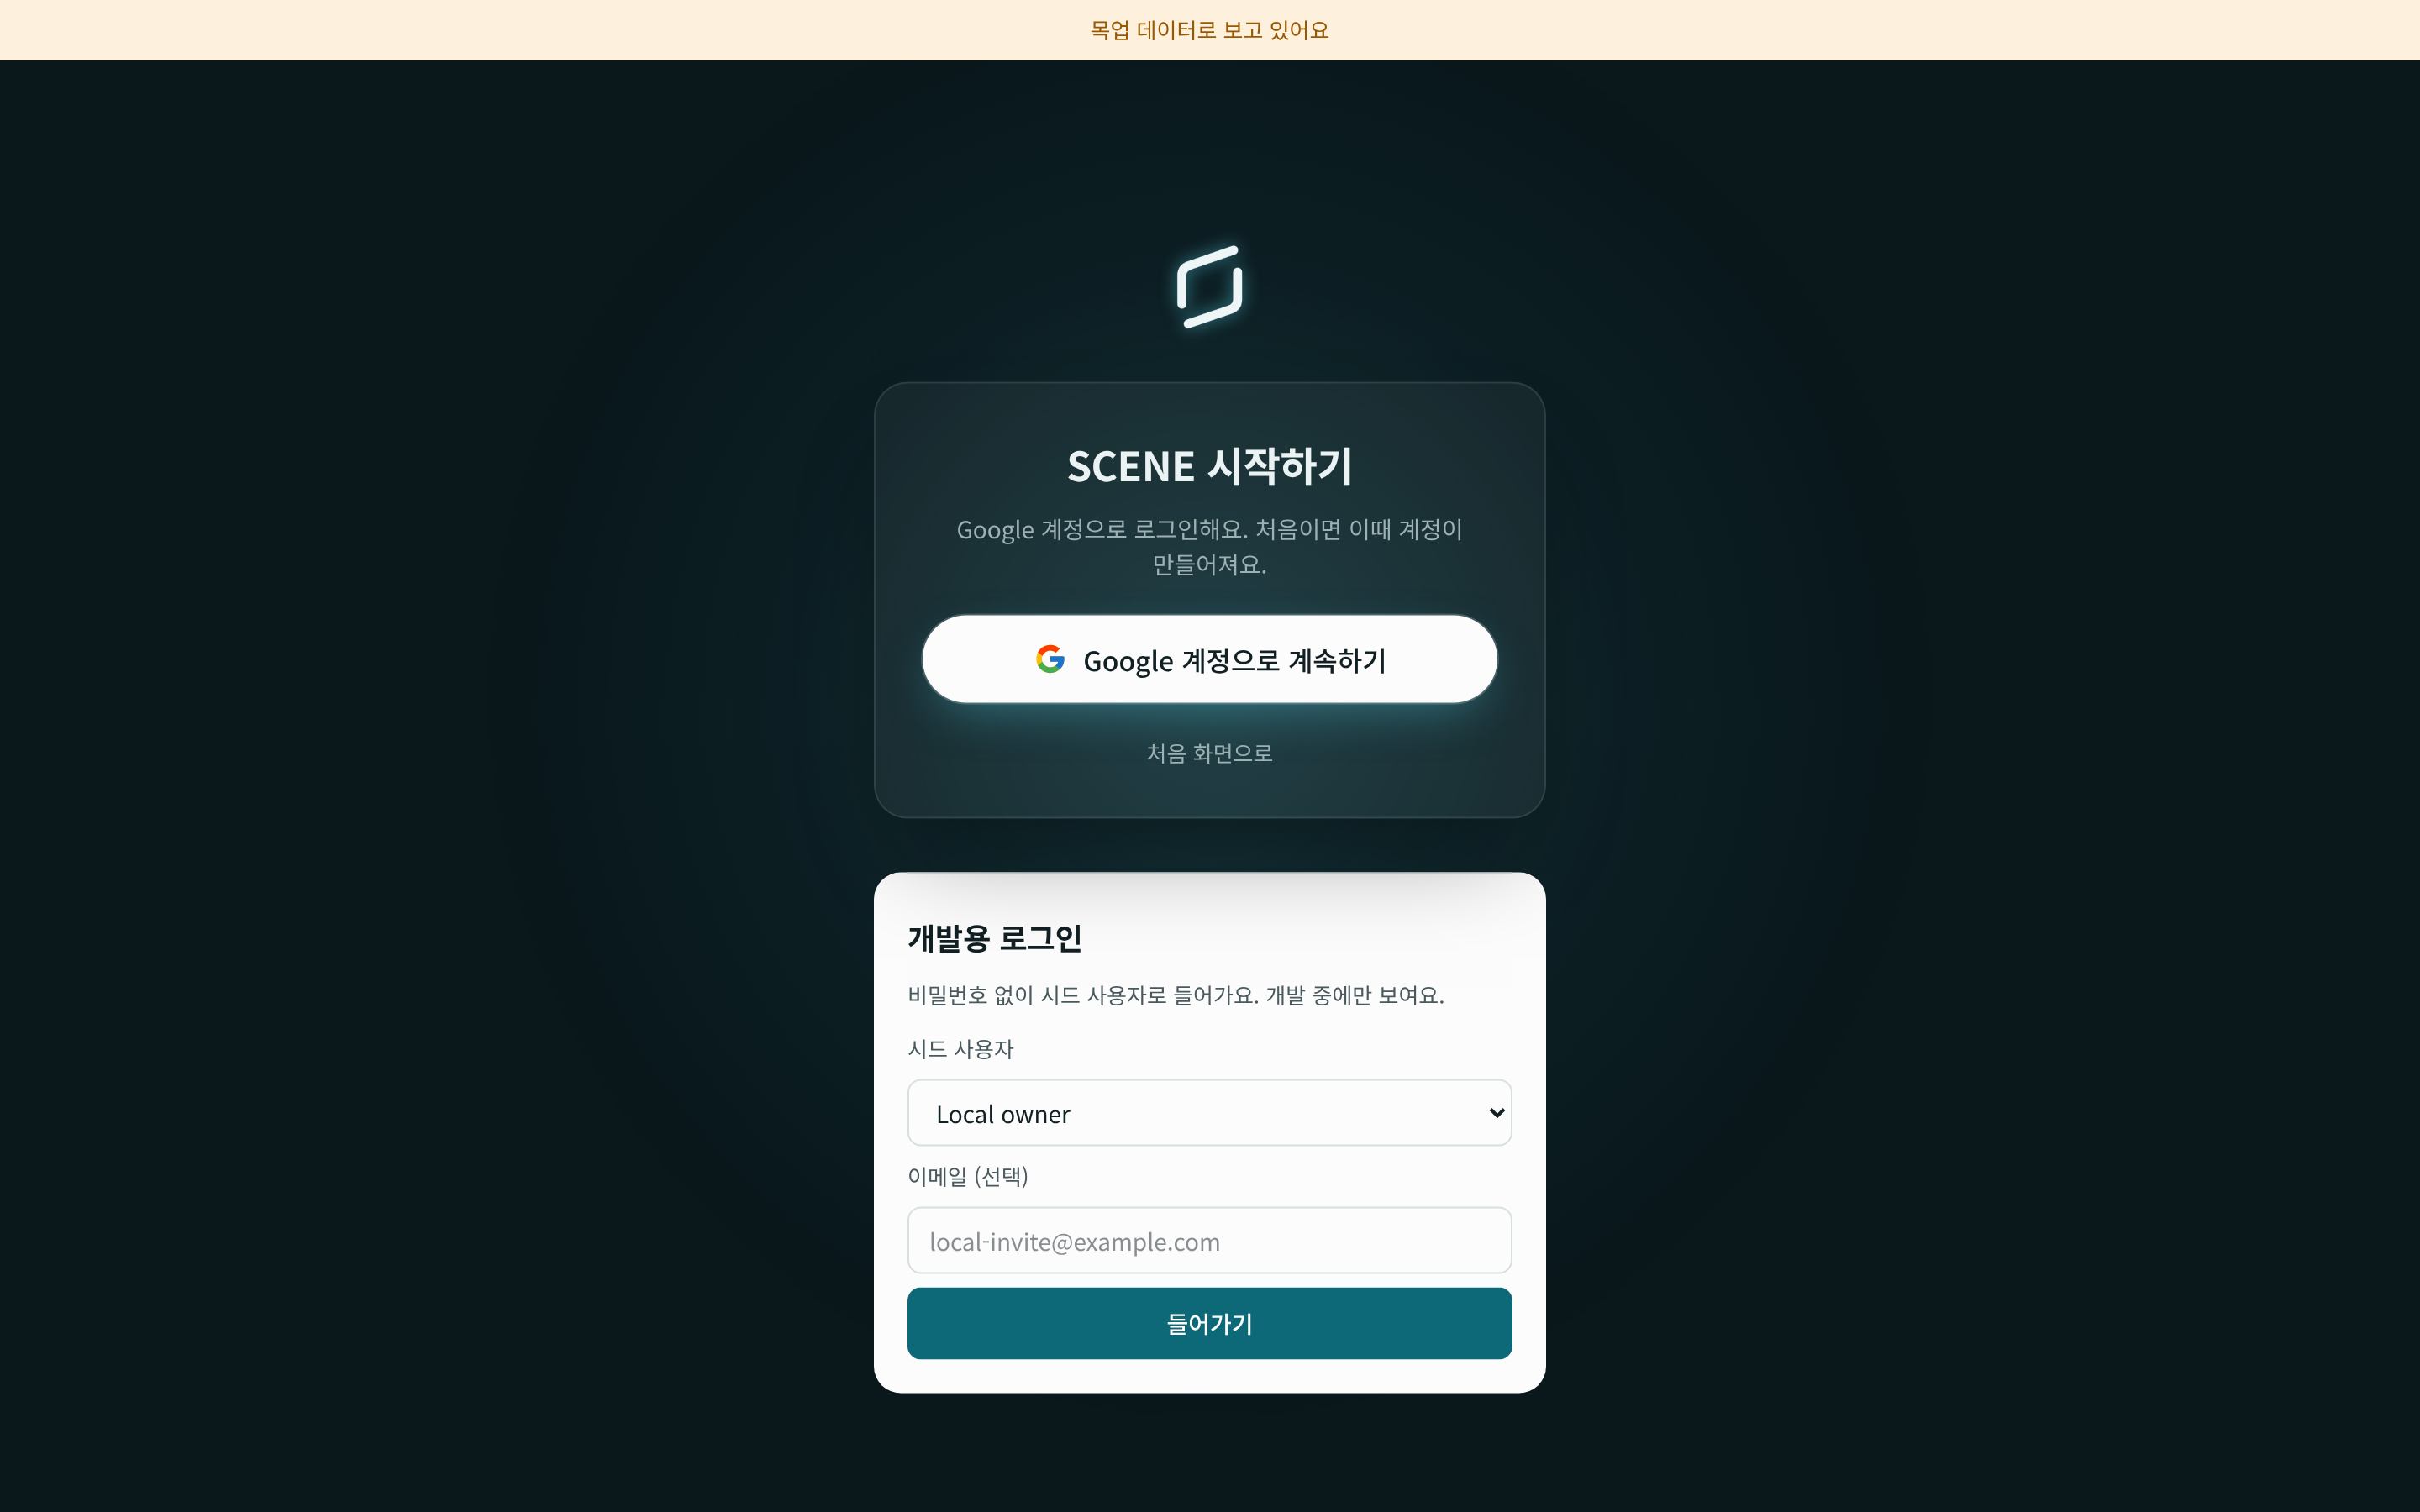 목업 데이터로 보고 있어요
SCENE 시작하기
Google 계정으로 로그인해요. 처음이면 이때 계정이
만들어져요.
Google 계정으로 계속하기
처음 화면으로
개발용 로그인
비밀번호 없이 시드 사용자로 들어가요. 개발 중에만 보여요.
시드 사용자
Local owner
이메일 (선택)
local-invite@example.com
들어가기